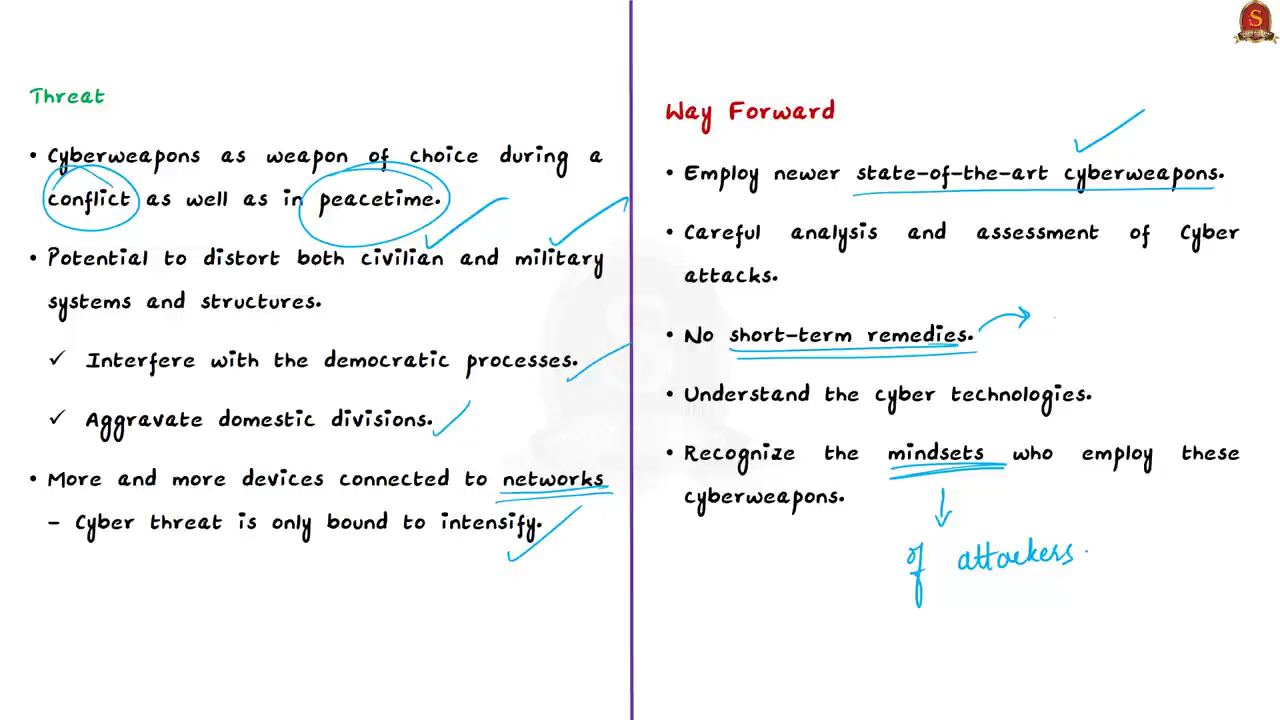 Threat
• Cyberweapons as weapon of choice during a
conflict as well as in peacetime.
• Potential to distort both civilian and military
systems and structures.
✓ Interfere with the democratic processes.
✓ Aggravate domestic divisions.
• More and more devices connected to networks
- Cyber threat is only bound to intensify.
Way Forward
• Employ newer state-of-the-art cyberweapons.
• Careful analysis and assessment of Cyber
attacks.
• No short-term remedies.
• Understand the cyber technologies.
• Recognize the mindsets who employ these
cyberweapons.
of attackers.
S